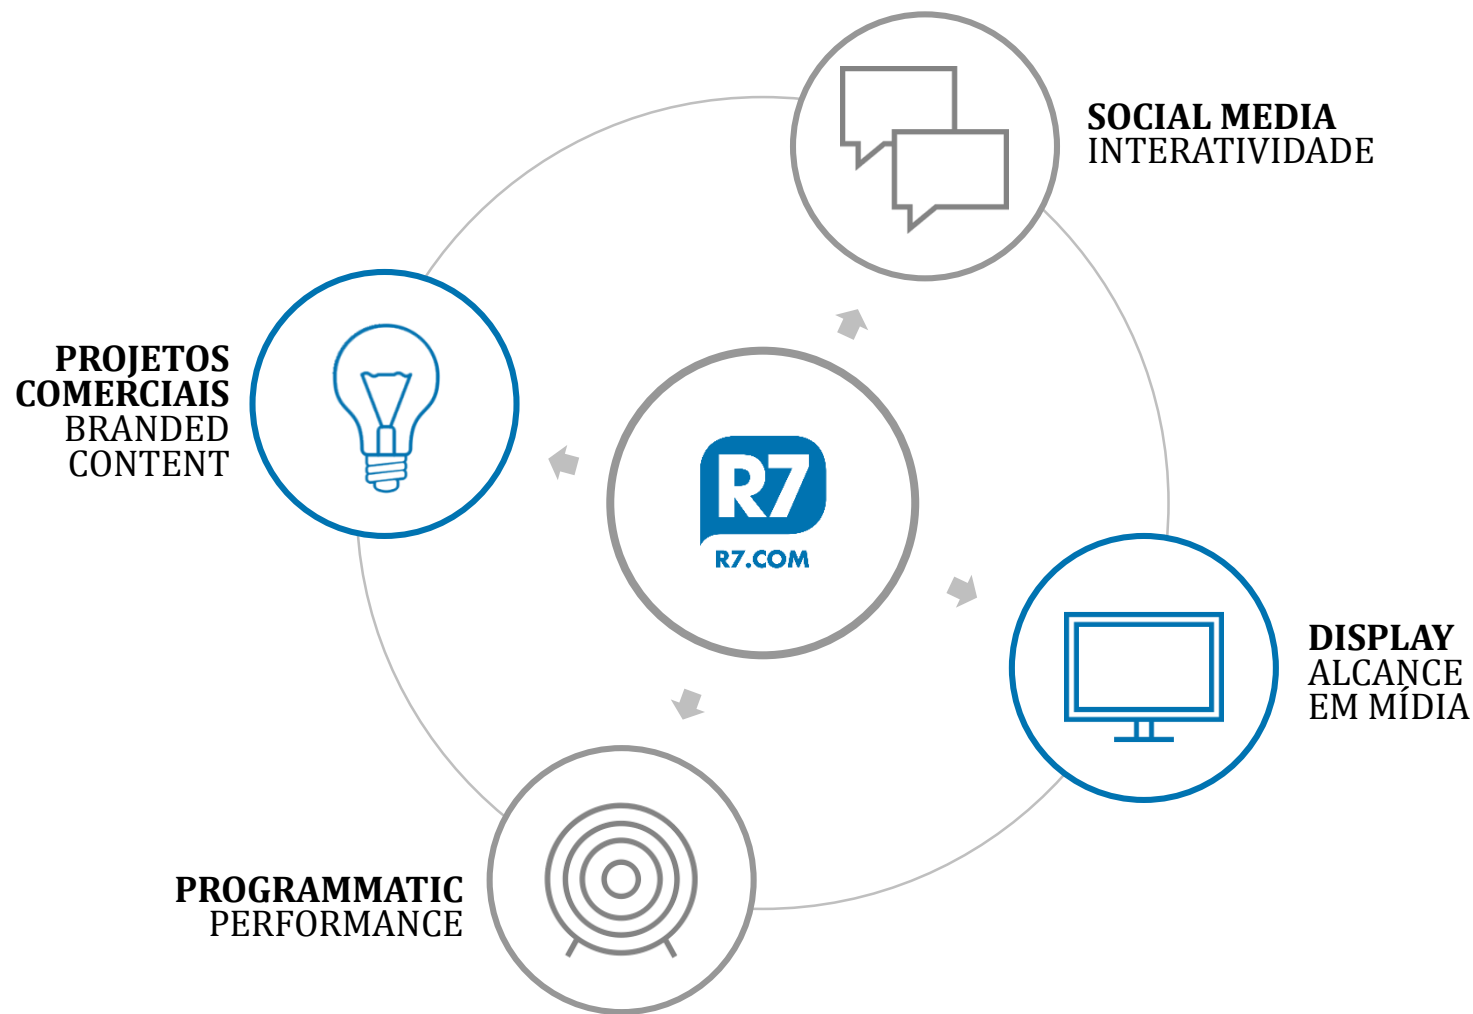 SOCIAL MEDIA
INTERATIVIDADE
PROJETOS
COMERCIAIS
BRANDED
CONTENT
R7
R7.COM
DISPLAY
ALCANCE
EM MÍDIA
PROGRAMMATIC
PERFORMANCE